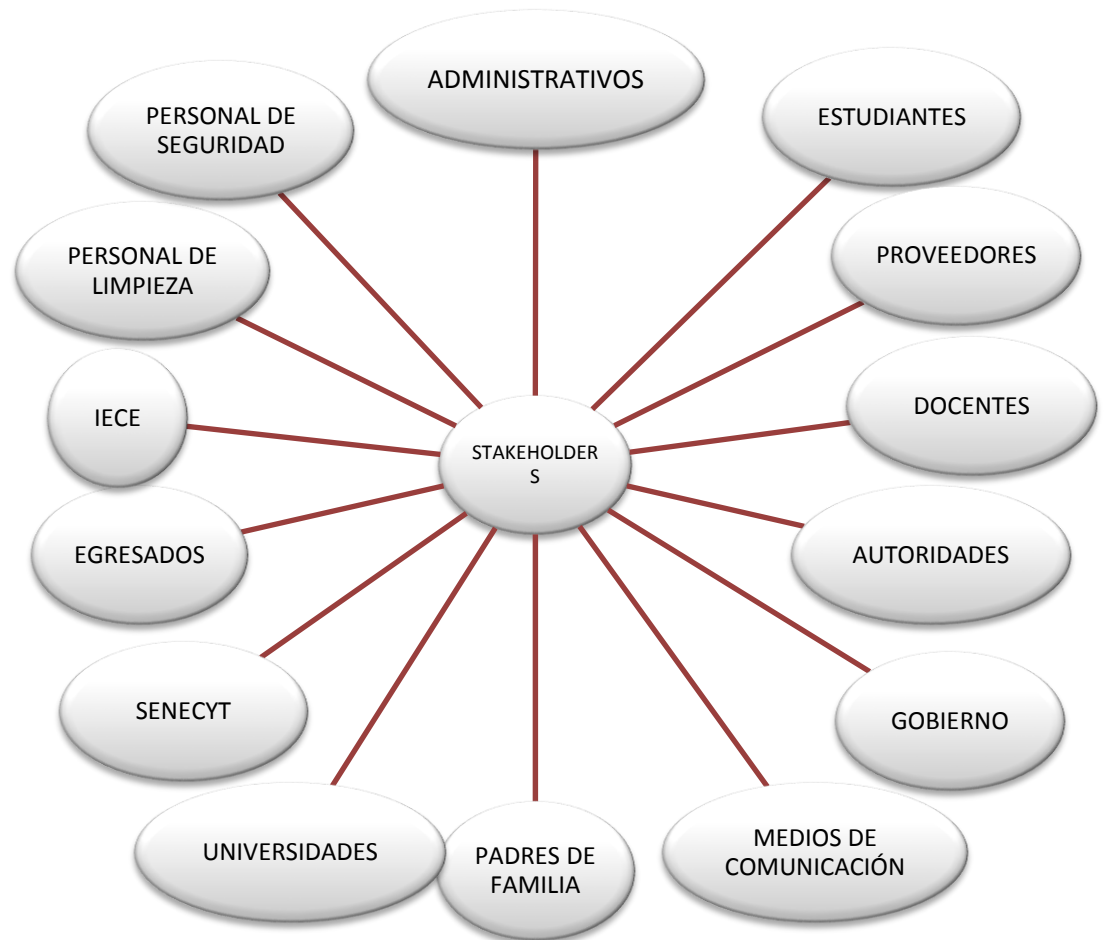 ADMINISTRATIVOS
ESTUDIANTES
PROVEEDORES
DOCENTES
AUTORIDADES
GOBIERNO
MEDIOS DE
COMUNICACIÓN
PADRES DE
FAMILIA
UNIVERSIDADES
SENECYT
EGRESADOS
IECE
PERSONAL DE
LIMPIEZA
PERSONAL DE
SEGURIDAD
STAKEHOLDER
S